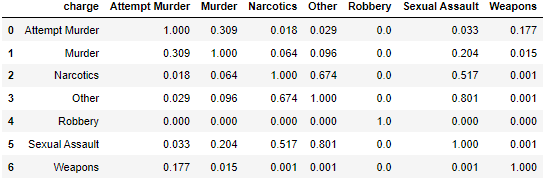 charge Attempt Murder Murder Narcotics Other Robbery Sexual Assault Weapons
0 Attempt Murder 1.000 0.309 0.018 0.029 0.0 0.033 0.177
1 Murder 0.309 1.000 0.064 0.096 0.0 0.204 0.015
2 Narcotics 0.018 0.064 1.000 0.674 0.0 0.517 0.001
3 Other 0.029 0.096 0.674 1.000 0.0 0.801 0.001
4 Robbery 0.000 0.000 0.000 0.000 1.0 0.000 0.000
5 Sexual Assault 0.033 0.204 0.517 0.801 0.0 1.000 0.001
6 Weapons 0.177 0.015 0.001 0.001 0.0 0.001 1.000